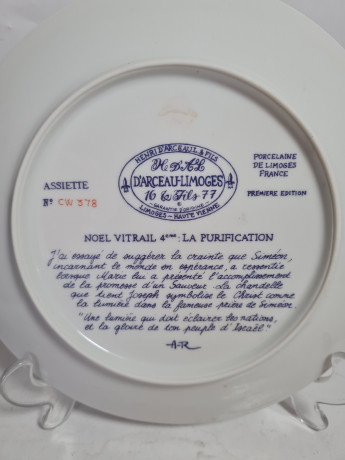 HENRI D'ARCEAU & FILS
H. D'A. L.
D'ARCEAU-LIMOGES
16 & Fils 77
GARANTIE D'ORIGINE
LIMOGES - HAUTE VIENNE
ASSIETTE
No CW 378
PORCELAINE
DE LIMOGES
FRANCE
PREMIÈRE EDITION
NOEL VITRAIL 4ème: LA PURIFICATION
J'ai essayé de suggérer la crainte que Siméon,
incarnant le monde en espérance, a ressentie
lorsque Marie lui a présenté l'accomplissement
de la promesse d'un Sauveur. La chandelle
que tient Joseph symbolise le Christ comme
la lumière dans la fameuse prière de Siméon
"Une lumière qui doit éclairer les nations,
et la gloire de ton peuple d'Israël"
A-R